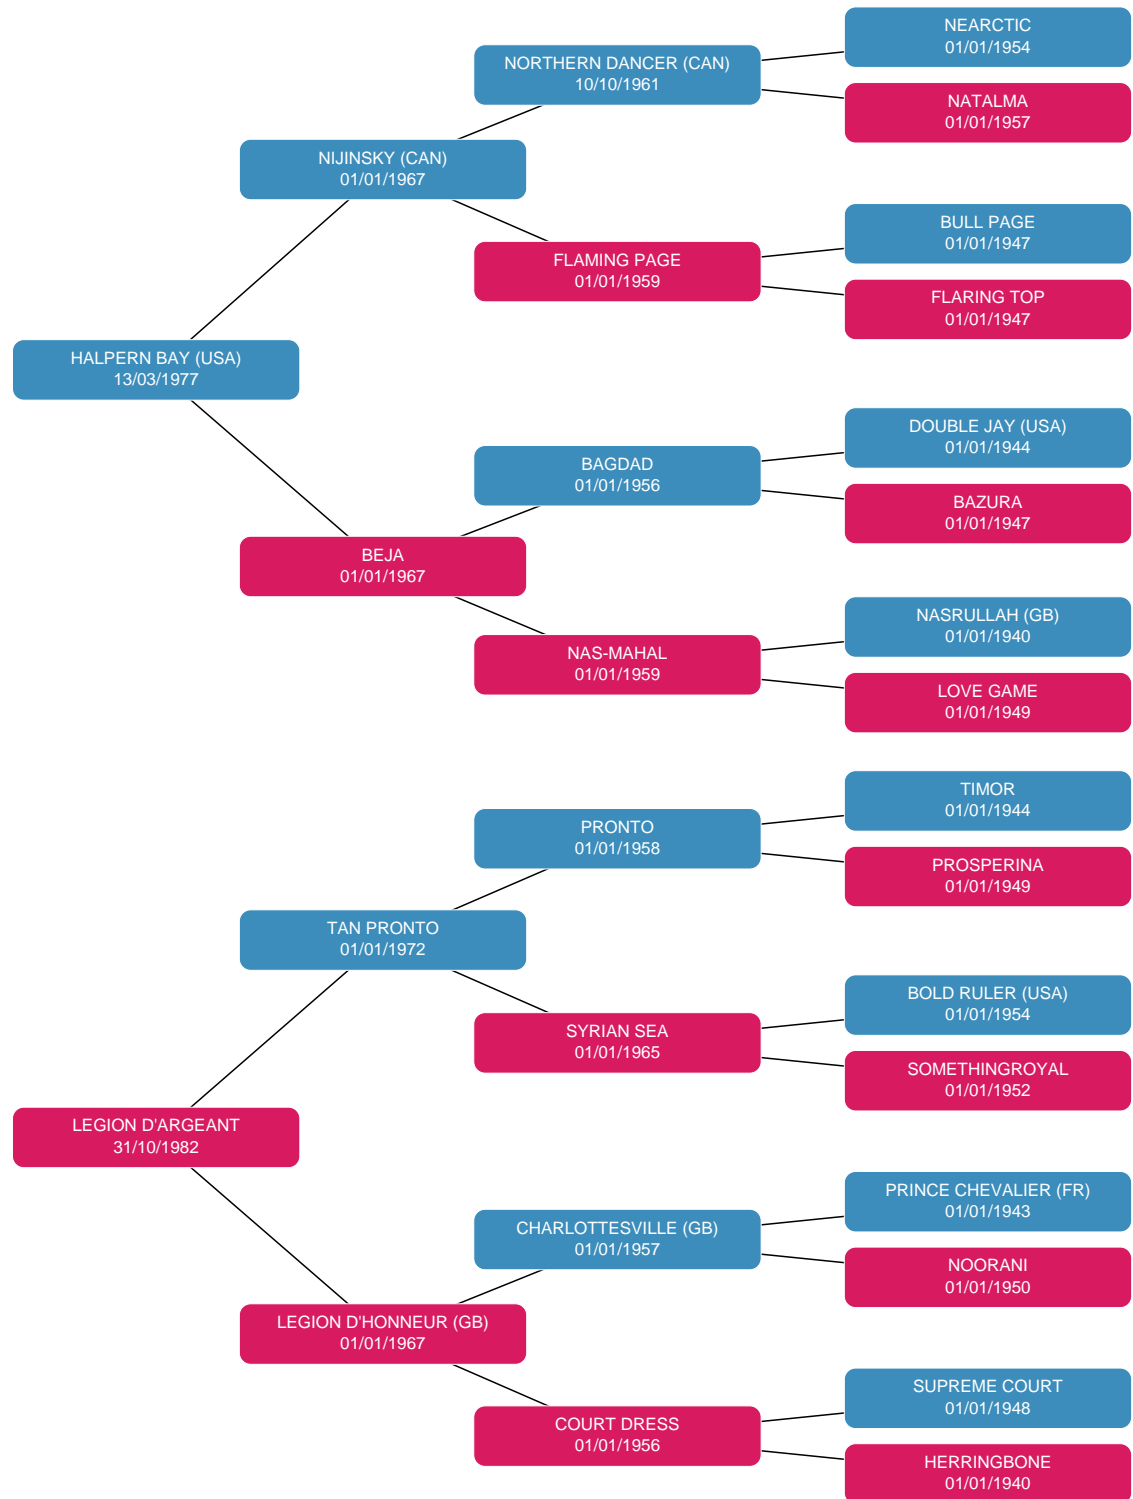 NEARCTIC
01/01/1954
NORTHERN DANCER (CAN)
10/10/1961
NATALMA
01/01/1957
NIJINSKY (CAN)
01/01/1967
BULL PAGE
01/01/1947
FLAMING PAGE
01/01/1959
FLARING TOP
01/01/1947
HALPERN BAY (USA)
13/03/1977
DOUBLE JAY (USA)
01/01/1944
BAGDAD
01/01/1956
BAZURA
01/01/1947
BEJA
01/01/1967
NASRULLAH (GB)
01/01/1940
NAS-MAHAL
01/01/1959
LOVE GAME
01/01/1949
TIMOR
01/01/1944
PRONTO
01/01/1958
PROSPERINA
01/01/1949
TAN PRONTO
01/01/1972
BOLD RULER (USA)
01/01/1954
SYRIAN SEA
01/01/1965
SOMETHINGROYAL
01/01/1952
LEGION D'ARGEANT
31/10/1982
PRINCE CHEVALIER (FR)
01/01/1943
CHARLOTTESVILLE (GB)
01/01/1957
NOORANI
01/01/1950
LEGION D'HONNEUR (GB)
01/01/1967
SUPREME COURT
01/01/1948
COURT DRESS
01/01/1956
HERRINGBONE
01/01/1940